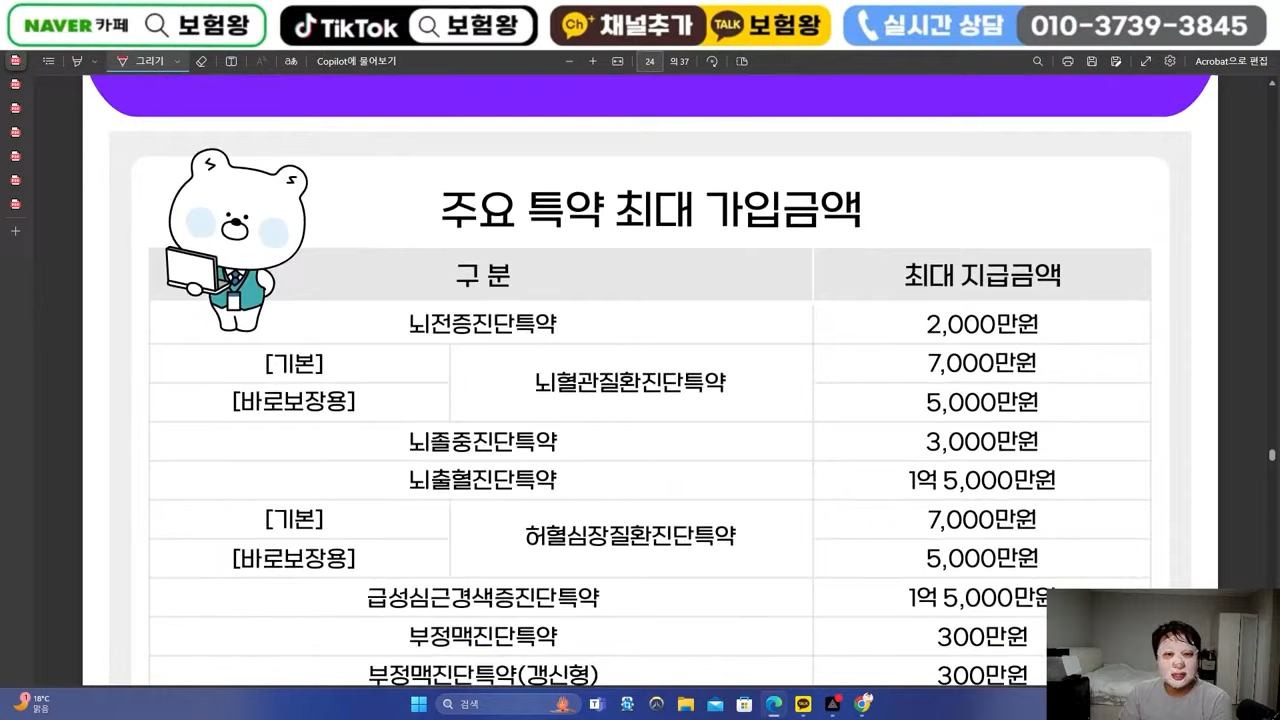 NAVER 카페 보험왕 TikTok 보험왕 Ch+ 채널추가 TALK 보험왕 실시간 상담 010-3739-3845
그리기 Copilot에 물어보기 24 의 37 Acrobat으로 편집
주요 특약 최대 가입금액
구 분 최대 지급금액
뇌전증진단특약 2,000만원
[기본] 뇌혈관질환진단특약 7,000만원
[바로보장용] 5,000만원
뇌졸중진단특약 3,000만원
뇌출혈진단특약 1억 5,000만원
[기본] 허혈심장질환진단특약 7,000만원
[바로보장용] 5,000만원
급성심근경색증진단특약 1억 5,000만원
부정맥진단특약 300만원
부정맥진단특약(갱신형) 300만원
18°C
맑음
검색